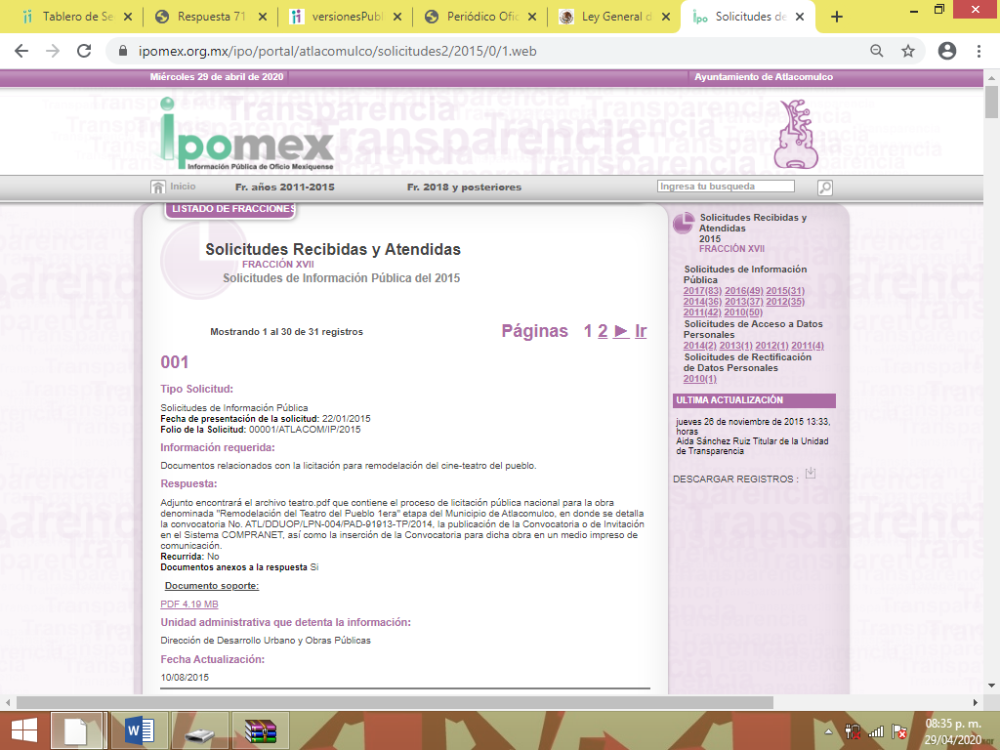 Tablero de Se
Respuesta 71
versionesPubl
Periódico Ofic
Ley General d
Solicitudes de
ipomex.org.mx/ipo/portal/atlacomulco/solicitudes2/2015/0/1.web
Miércoles 29 de abril de 2020
Ayuntamiento de Atlacomulco
Transparencia
ipomex
Información Pública de Oficio Mexiquense
Inicio
Fr. años 2011-2015
Fr. 2018 y posteriores
Ingresa tu busqueda
LISTADO DE FRACCIONES
Solicitudes Recibidas y Atendidas
FRACCIÓN XVII
Solicitudes de Información Pública del 2015
Mostrando 1 al 30 de 31 registros
Páginas 1 2 ► Ir
001
Tipo Solicitud:
Solicitudes de Información Pública
Fecha de presentación de la solicitud: 22/01/2015
Folio de la Solicitud: 00001/ATLACOM/IP/2015
Información requerida:
Documentos relacionados con la licitación para remodelación del cine-teatro del pueblo.
Respuesta:
Adjunto encontrará el archivo teatro.pdf que contiene el proceso de licitación pública nacional para la obra
denominada "Remodelación del Teatro del Pueblo 1era" etapa del Municipio de Atlacomulco, en donde se detalla
la convocatoria No. ATL/DDUOP/LPN-004/PAD-91913-TP/2014, la publicación de la Convocatoria o de Invitación
en el Sistema COMPRANET, así como la inserción de la Convocatoria para dicha obra en un medio impreso de
comunicación.
Recurrida: No
Documentos anexos a la respuesta Si
Documento soporte:
PDF 4.19 MB
Unidad administrativa que detenta la información:
Dirección de Desarrollo Urbano y Obras Públicas
Fecha Actualización:
10/08/2015
Solicitudes Recibidas y
Atendidas
2015
FRACCIÓN XVII
Solicitudes de Información
Pública
2017(83) 2016(49) 2015(31)
2014(36) 2013(37) 2012(35)
2011(42) 2010(50)
Solicitudes de Acceso a Datos
Personales
2014(2) 2013(1) 2012(1) 2011(4)
Solicitudes de Rectificación
de Datos Personales
2010(1)
ULTIMA ACTUALIZACIÓN
jueves 26 de noviembre de 2015 13:33,
horas
Aida Sánchez Ruiz Titular de la Unidad
de Transparencia
DESCARGAR REGISTROS :
08:35 p. m.
29/04/2020